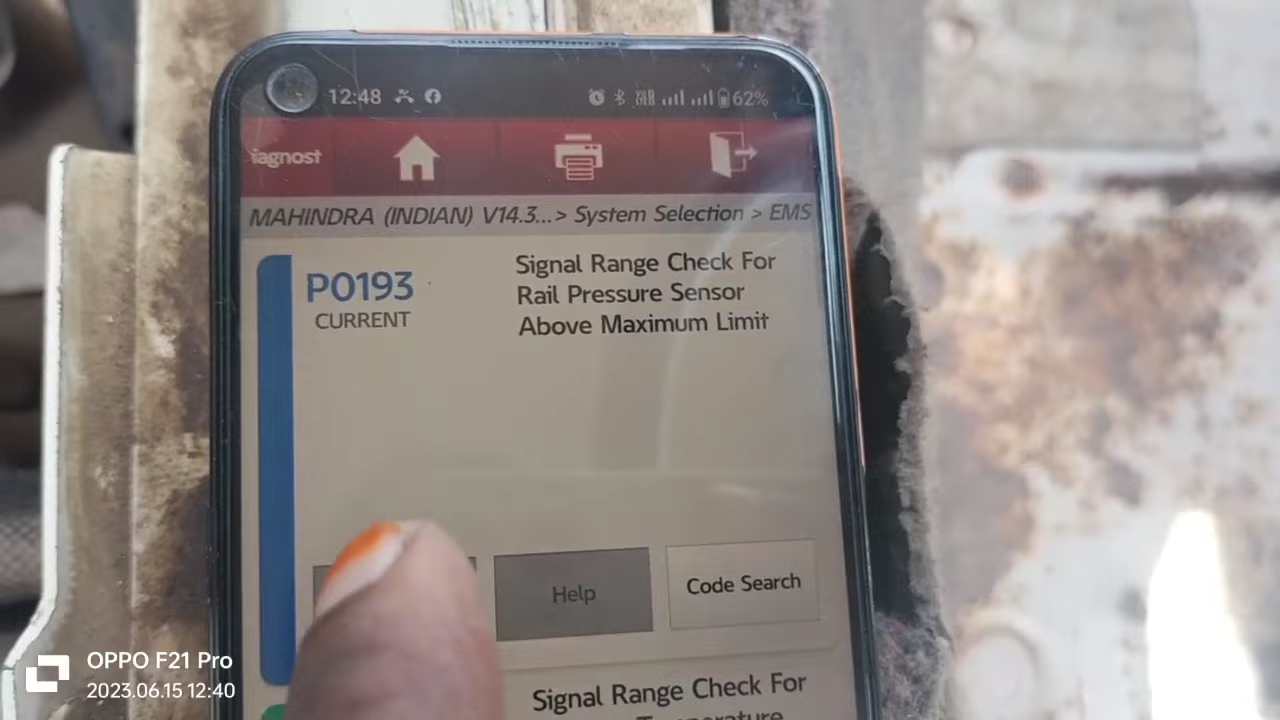 12:48
62%
iagnost
MAHINDRA (INDIAN) V14.3...> System Selection > EMS
P0193
CURRENT
Signal Range Check For
Rail Pressure Sensor
Above Maximum Limit
Help
Code Search
Signal Range Check For
Temperature
OPPO F21 Pro
2023.06.15 12:40